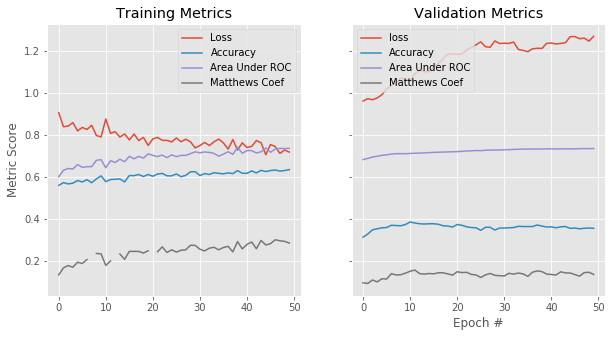 Training Metrics
Loss
Accuracy
Area Under ROC
Matthews Coef
Metric Score
1.2
1.0
0.8
0.6
0.4
0.2
0 10 20 30 40 50
Validation Metrics
loss
Accuracy
Area Under ROC
Matthews Coef
0 10 20 30 40 50
Epoch #